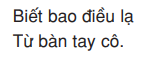 Biết bao điều lạ
Từ bàn tay cô.